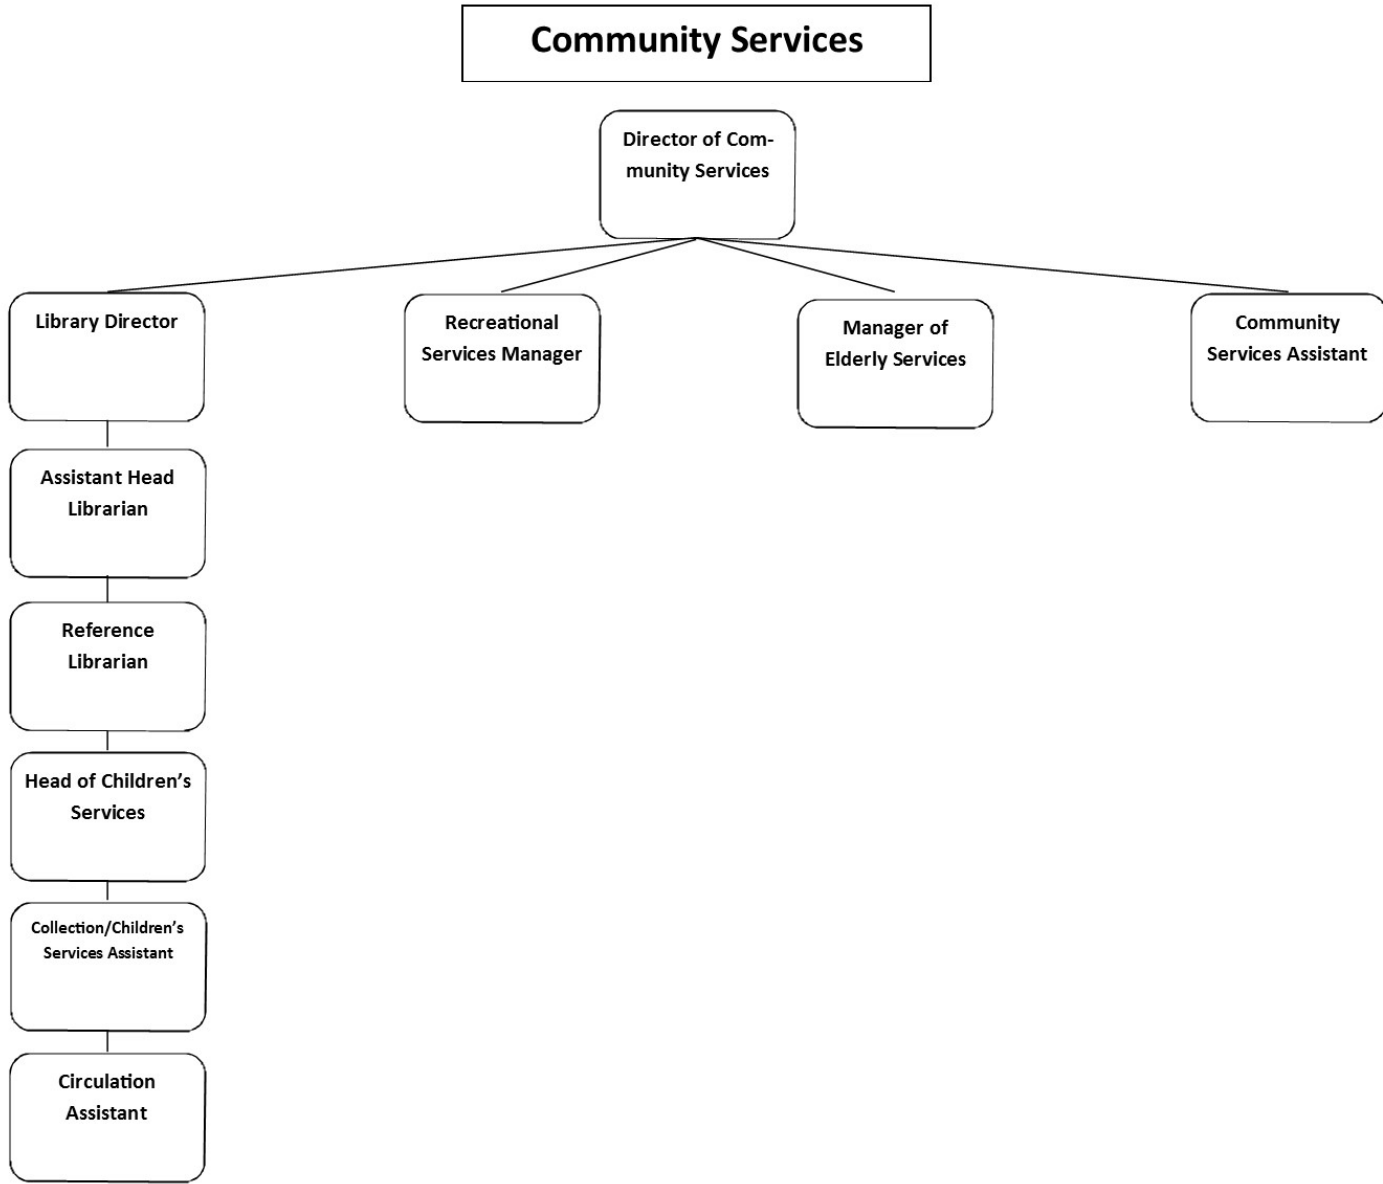 Community Services
Director of Com-
munity Services
Library Director
Recreational
Services Manager
Manager of
Elderly Services
Community
Services Assistant
Assistant Head
Librarian
Reference
Librarian
Head of Children’s
Services
Collection/Children’s
Services Assistant
Circulation
Assistant